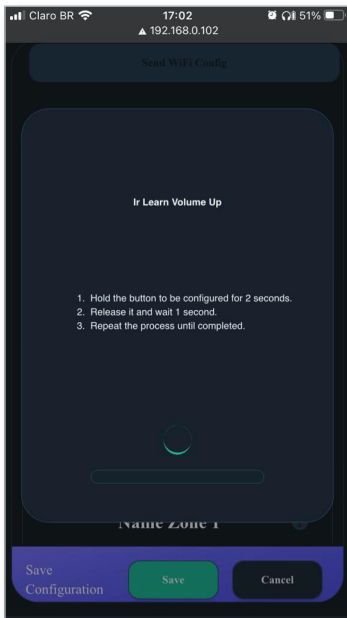 Claro BR 17:02 51%
192.168.0.102
Send WiFi Config
Ir Learn Volume Up
1. Hold the button to be configured for 2 seconds.
2. Release it and wait 1 second.
3. Repeat the process until completed.
Name Zone 1
Save
Configuration
Save
Cancel